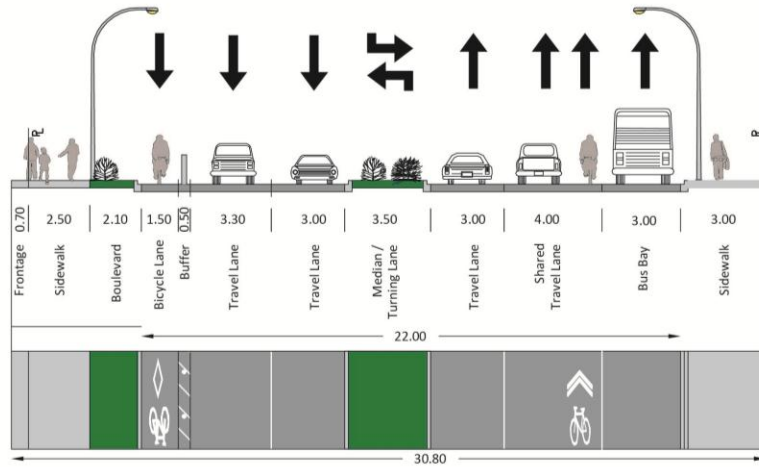 PL
PL
0.70
2.50
2.10
1.50
0.50
3.30
3.00
3.50
3.00
4.00
3.00
3.00
Frontage
Sidewalk
Boulevard
Bicycle Lane
Buffer
Travel Lane
Travel Lane
Median /
Turning Lane
Travel Lane
Shared
Travel Lane
Bus Bay
Sidewalk
22.00
30.80